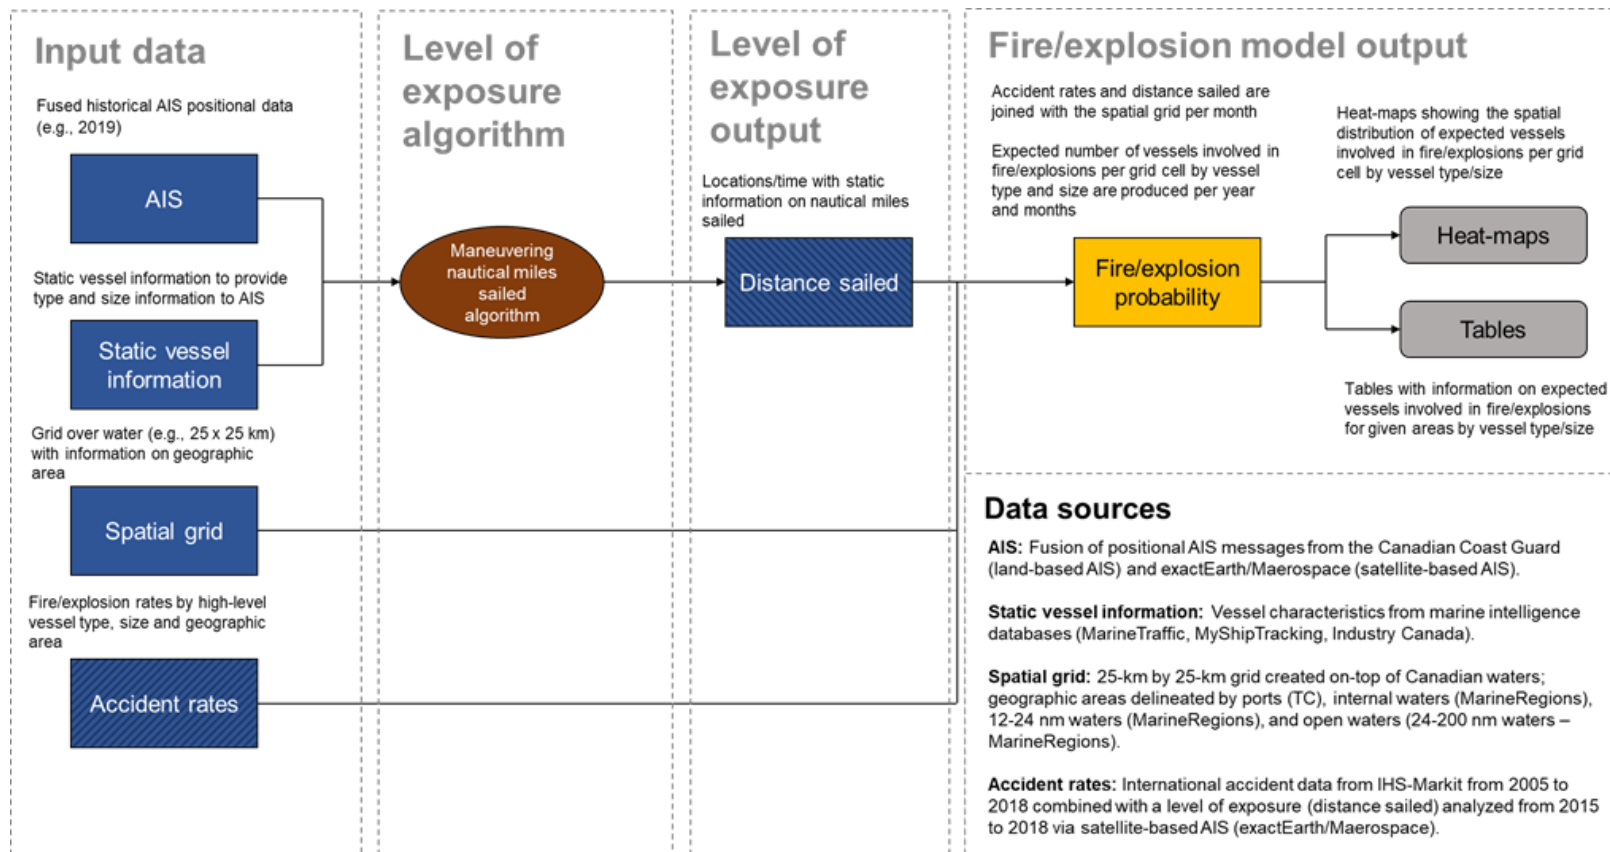 Input data
Fused historical AIS positional data
(e.g., 2019)
AIS
Static vessel information to provide
type and size information to AIS
Static vessel
information
Grid over water (e.g., 25 x 25 km)
with information on geographic
area
Spatial grid
Fire/explosion rates by high-level
vessel type, size and geographic
area
Accident rates
Level of
exposure
algorithm
Maneuvering
nautical miles
sailed
algorithm
Level of
exposure
output
Locations/time with static
information on nautical miles
sailed
Distance sailed
Fire/explosion model output
Accident rates and distance sailed are
joined with the spatial grid per month
Expected number of vessels involved in
fire/explosions per grid cell by vessel
type and size are produced per year
and months
Fire/explosion
probability
Heat-maps showing the spatial
distribution of expected vessels
involved in fire/explosions per grid
cell by vessel type/size
Heat-maps
Tables
Tables with information on expected
vessels involved in fire/explosions
for given areas by vessel type/size
Data sources
AIS: Fusion of positional AIS messages from the Canadian Coast Guard
(land-based AIS) and exactEarth/Maerospace (satellite-based AIS).
Static vessel information: Vessel characteristics from marine intelligence
databases (MarineTraffic, MyShipTracking, Industry Canada).
Spatial grid: 25-km by 25-km grid created on-top of Canadian waters;
geographic areas delineated by ports (TC), internal waters (MarineRegions),
12-24 nm waters (MarineRegions), and open waters (24-200 nm waters –
MarineRegions).
Accident rates: International accident data from IHS-Markit from 2005 to
2018 combined with a level of exposure (distance sailed) analyzed from 2015
to 2018 via satellite-based AIS (exactEarth/Maerospace).